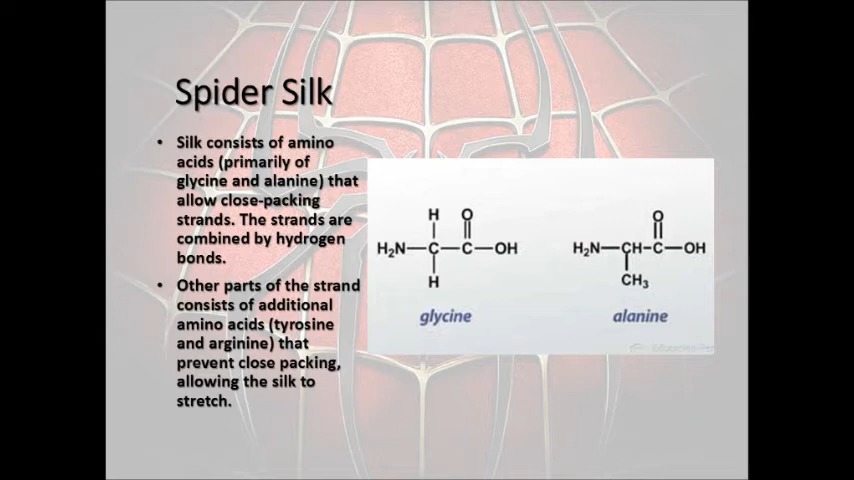 Spider Silk
• Silk consists of amino
acids (primarily of
glycine and alanine) that
allow close-packing
strands. The strands are
combined by hydrogen
bonds.
• Other parts of the strand
consists of additional
amino acids (tyrosine
and arginine) that
prevent close packing,
allowing the silk to
stretch.
H O
H₂N—C—C—OH
H
glycine
O
H₂N—CH—C—OH
CH₃
alanine